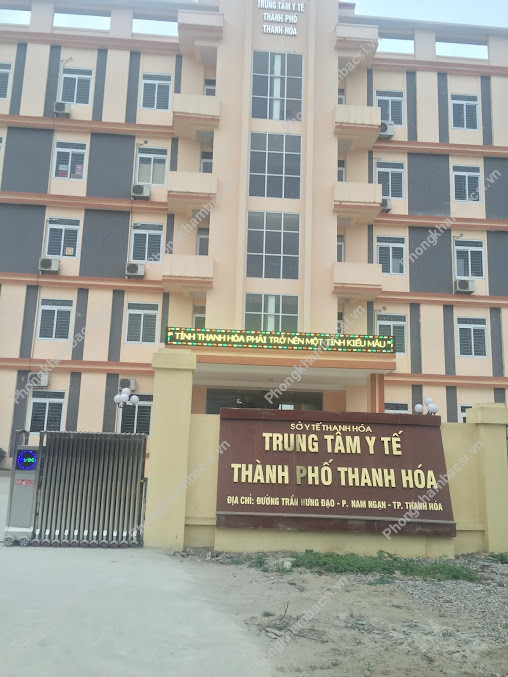 TRUNG TÂM Y TẾ
THÀNH PHỐ
THANH HÓA
" TỈNH THANH HÓA PHẢI TRỞ NÊN MỘT TỈNH KIỂU MẪU "
SỞ Y TẾ THANH HÓA
TRUNG TÂM Y TẾ
THÀNH PHỐ THANH HÓA
ĐỊA CHỈ: ĐƯỜNG TRẦN HƯNG ĐẠO - P. NAM NGẠN - TP. THANH HÓA
Phongkhambacsi.vn